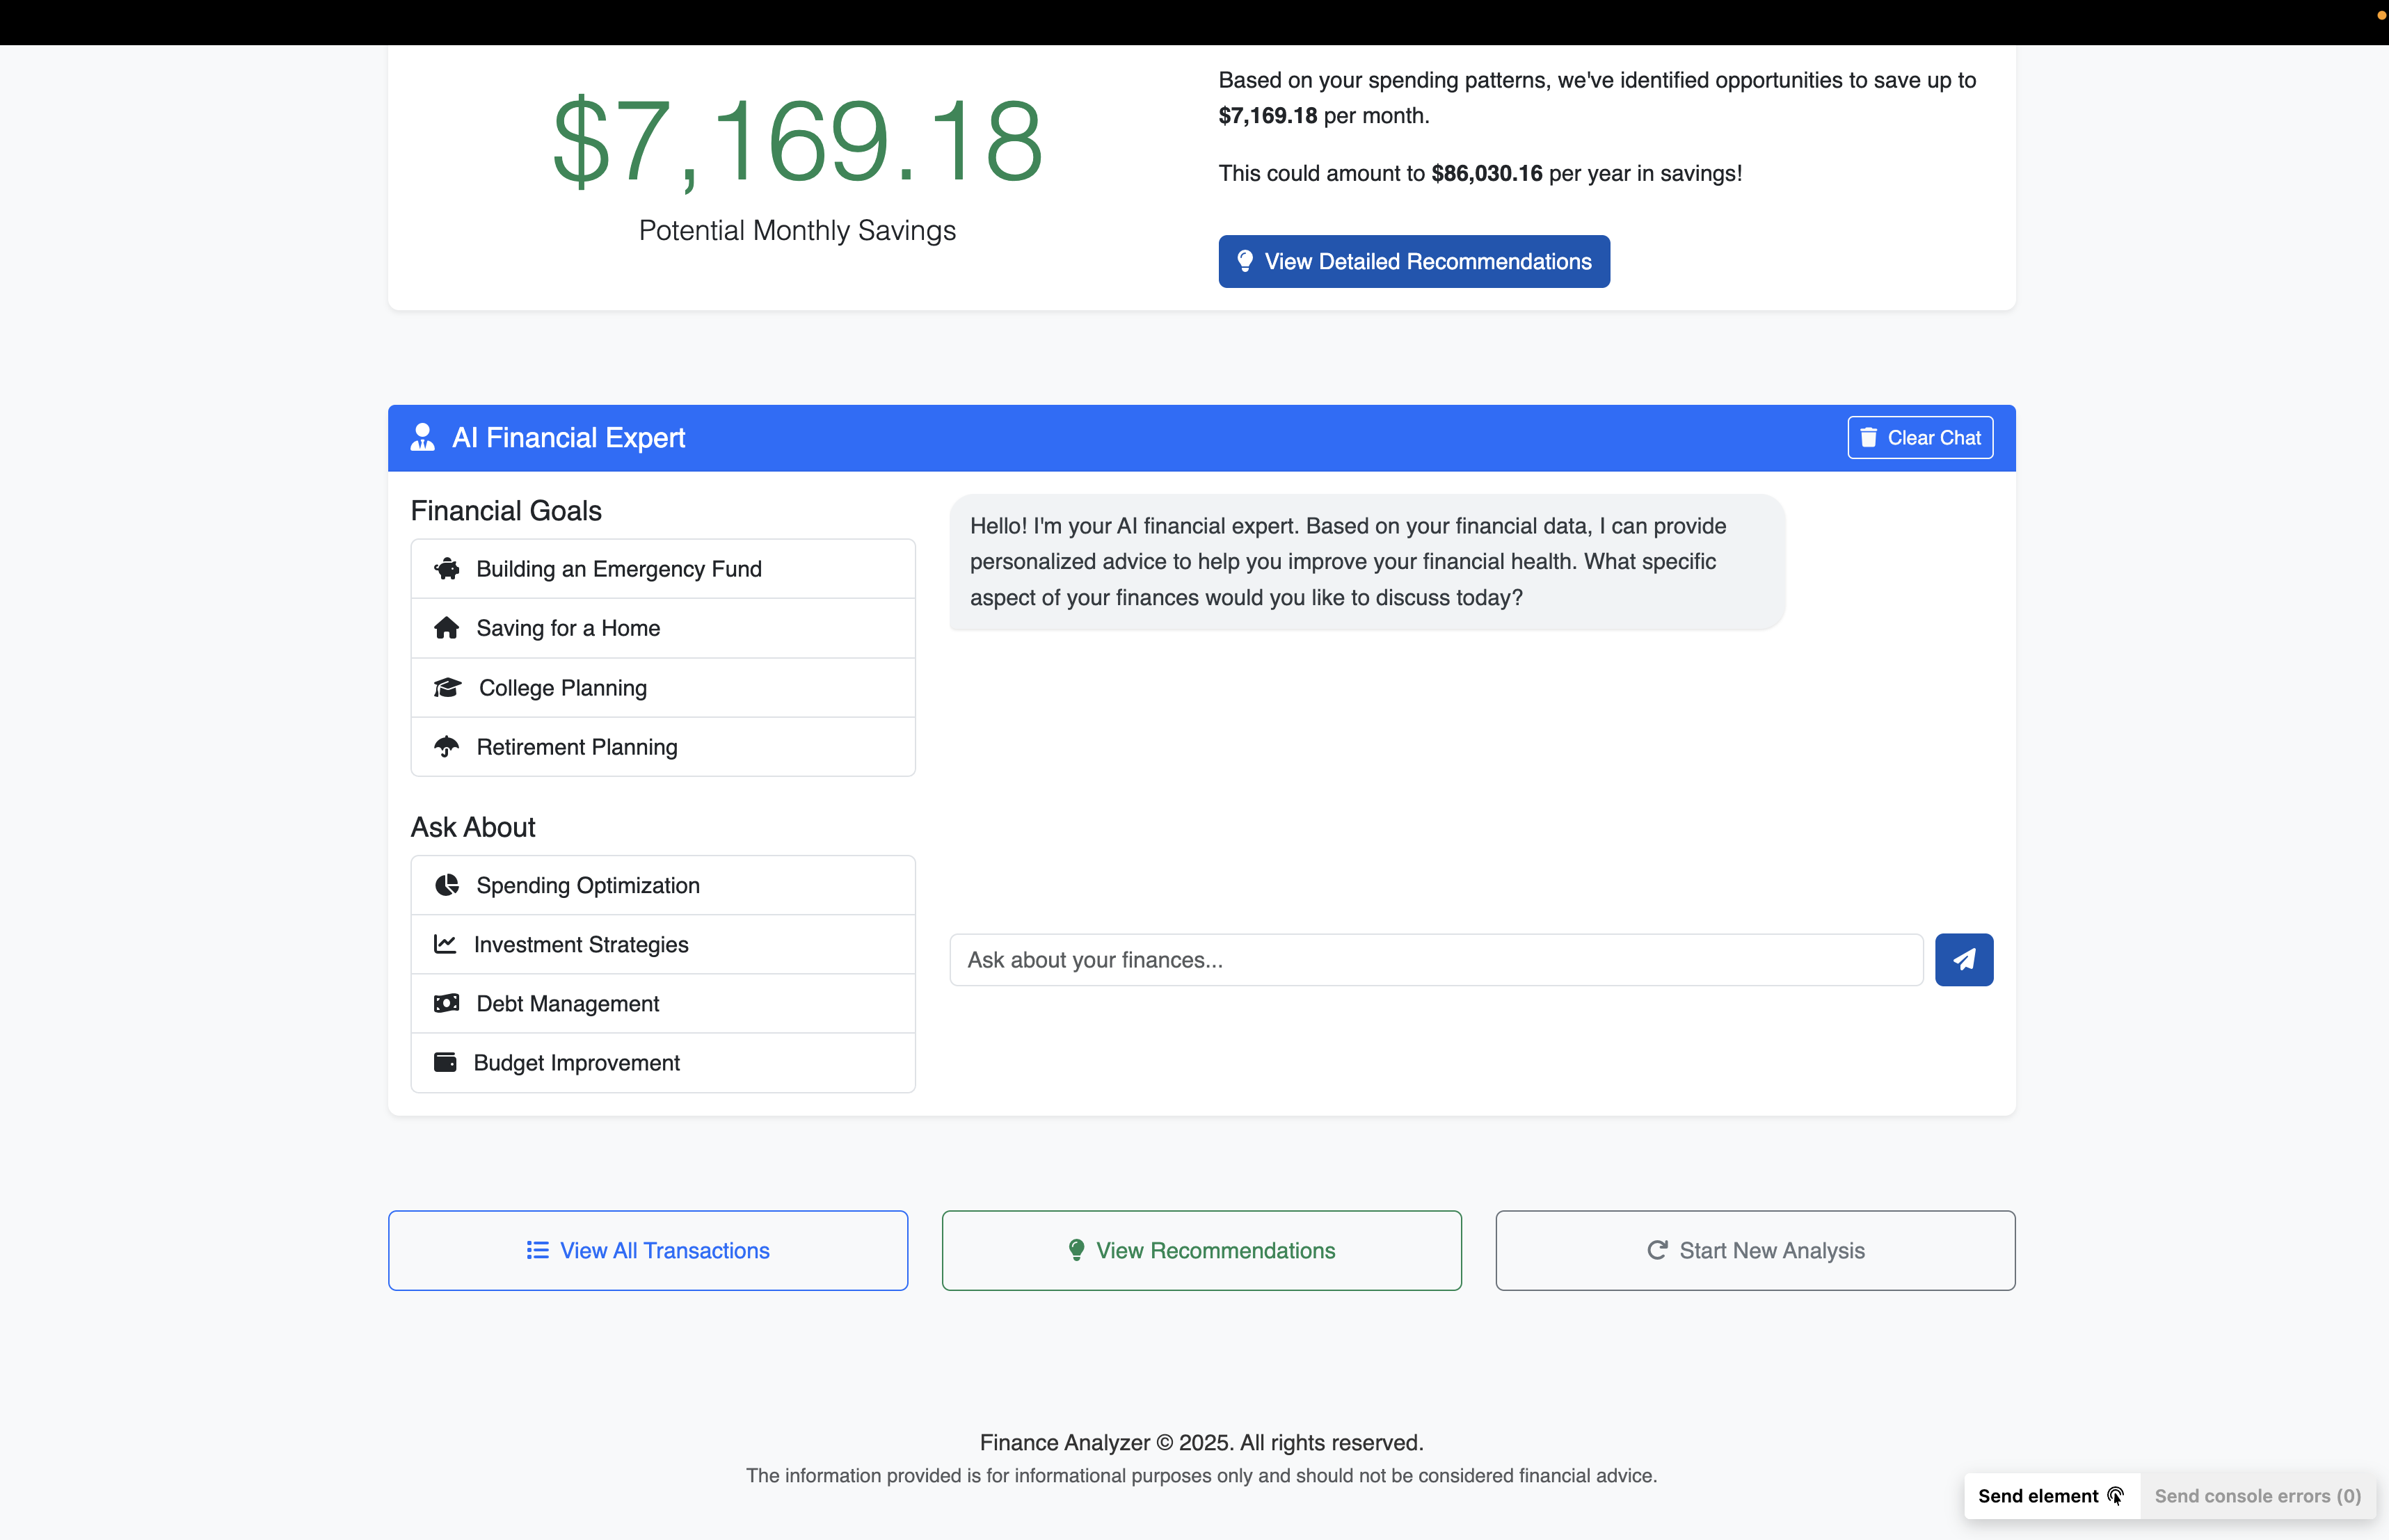 $7,169.18
Potential Monthly Savings
Based on your spending patterns, we've identified opportunities to save up to
$7,169.18 per month.
This could amount to $86,030.16 per year in savings!
View Detailed Recommendations
AI Financial Expert
Clear Chat
Financial Goals
Building an Emergency Fund
Saving for a Home
College Planning
Retirement Planning
Ask About
Spending Optimization
Investment Strategies
Debt Management
Budget Improvement
Hello! I'm your AI financial expert. Based on your financial data, I can provide
personalized advice to help you improve your financial health. What specific
aspect of your finances would you like to discuss today?
Ask about your finances...
View All Transactions
View Recommendations
Start New Analysis
Finance Analyzer © 2025. All rights reserved.
The information provided is for informational purposes only and should not be considered financial advice.
Send element
Send console errors (0)